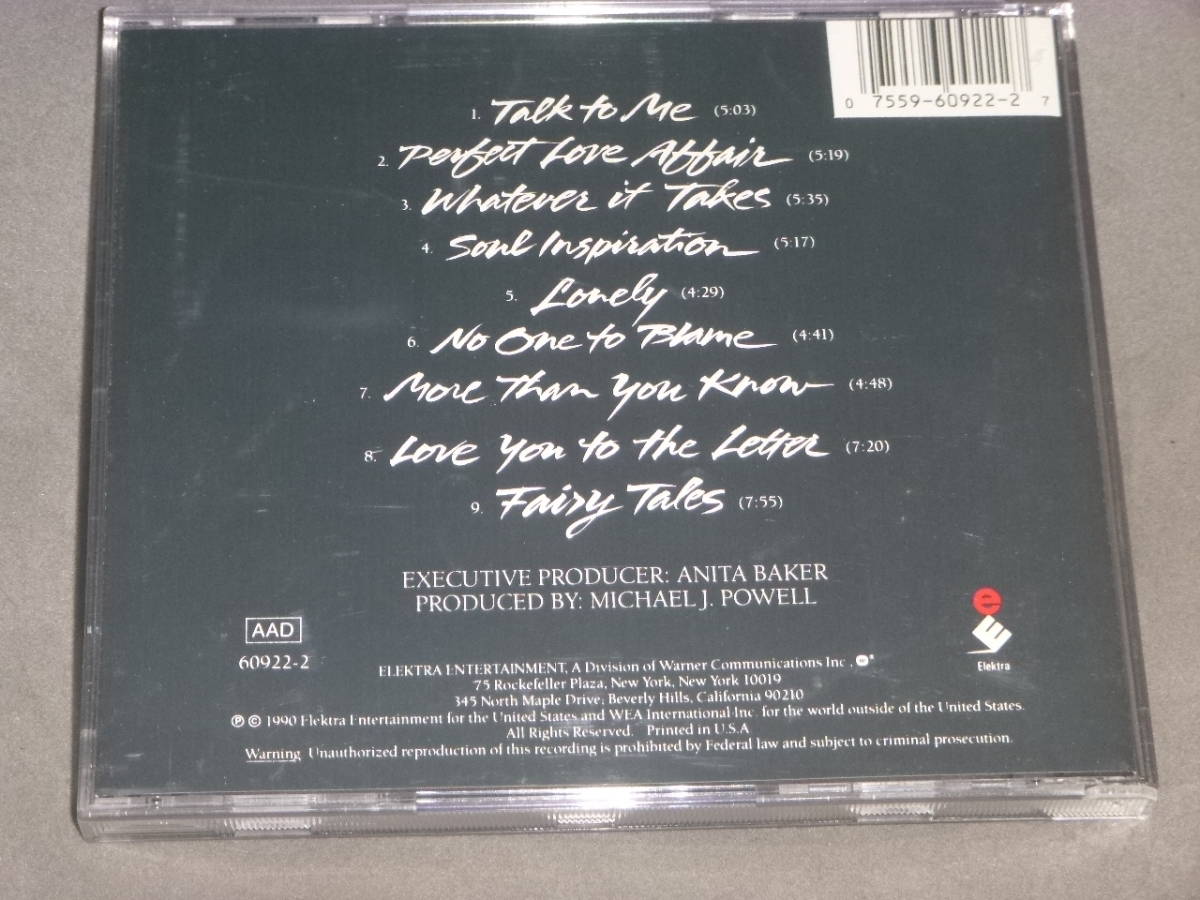 0 7559-60922-2 7
1. Talk to Me (5:03)
2. Perfect Love Affair (5:19)
3. Whatever it Takes (5:35)
4. Soul Inspiration (5:17)
5. Lonely (4:29)
6. No One to Blame (4:41)
7. More Than You Know (4:48)
8. Love You to the Letter (7:20)
9. Fairy Tales (7:55)
EXECUTIVE PRODUCER: ANITA BAKER
PRODUCED BY: MICHAEL J. POWELL
AAD
60922-2
e
E
Elektra
ELEKTRA ENTERTAINMENT, A Division of Warner Communications Inc.
75 Rockefeller Plaza, New York, New York 10019
345 North Maple Drive, Beverly Hills, California 90210
℗ © 1990 Elektra Entertainment for the United States and WEA International Inc. for the world outside of the United States.
All Rights Reserved. Printed in U.S.A
Warning Unauthorized reproduction of this recording is prohibited by Federal law and subject to criminal prosecution.